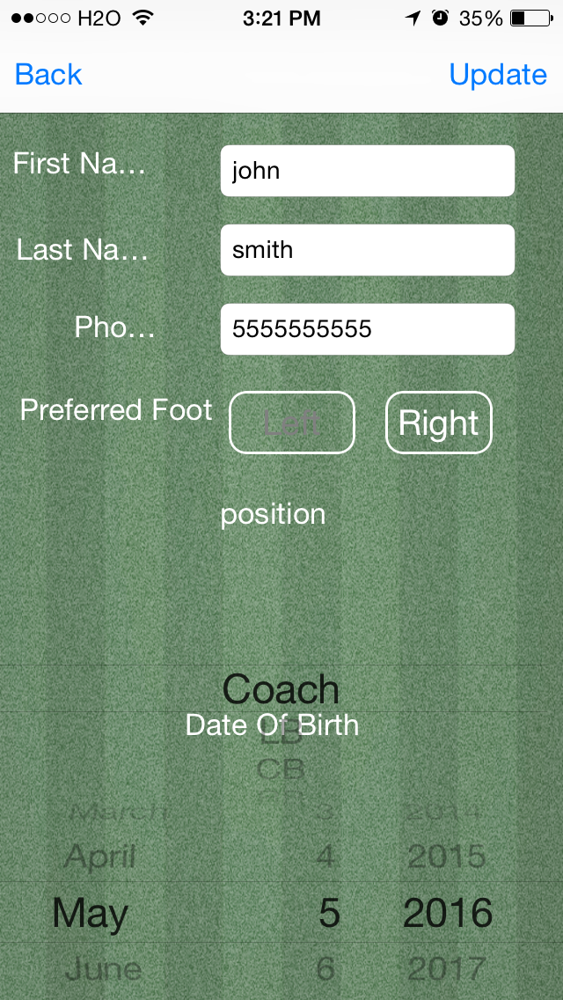 H2O 3:21 PM 35%
Back Update
First Na... john
Last Na... smith
Pho... 5555555555
Preferred Foot Left Right
position
Coach
Date Of Birth
LB
CB
March 3 2014
April 4 2015
May 5 2016
June 6 2017